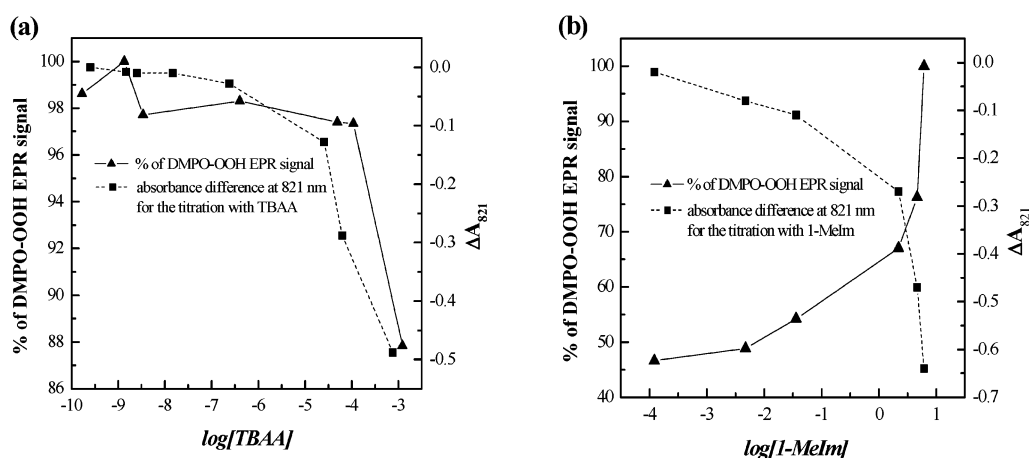 (a)
% of DMPO-OOH EPR signal
100
98
96
94
92
90
88
86
0.0
-0.1
-0.2
-0.3
-0.4
-0.5
ΔA821
% of DMPO-OOH EPR signal
absorbance difference at 821 nm
for the titration with TBAA
-10 -9 -8 -7 -6 -5 -4 -3
log[TBAA]
(b)
% of DMPO-OOH EPR signal
100
90
80
70
60
50
40
0.0
-0.1
-0.2
-0.3
-0.4
-0.5
-0.6
-0.7
ΔA821
% of DMPO-OOH EPR signal
absorbance difference at 821 nm
for the titration with 1-MeIm
-4 -3 -2 -1 0 1
log[1-MeIm]